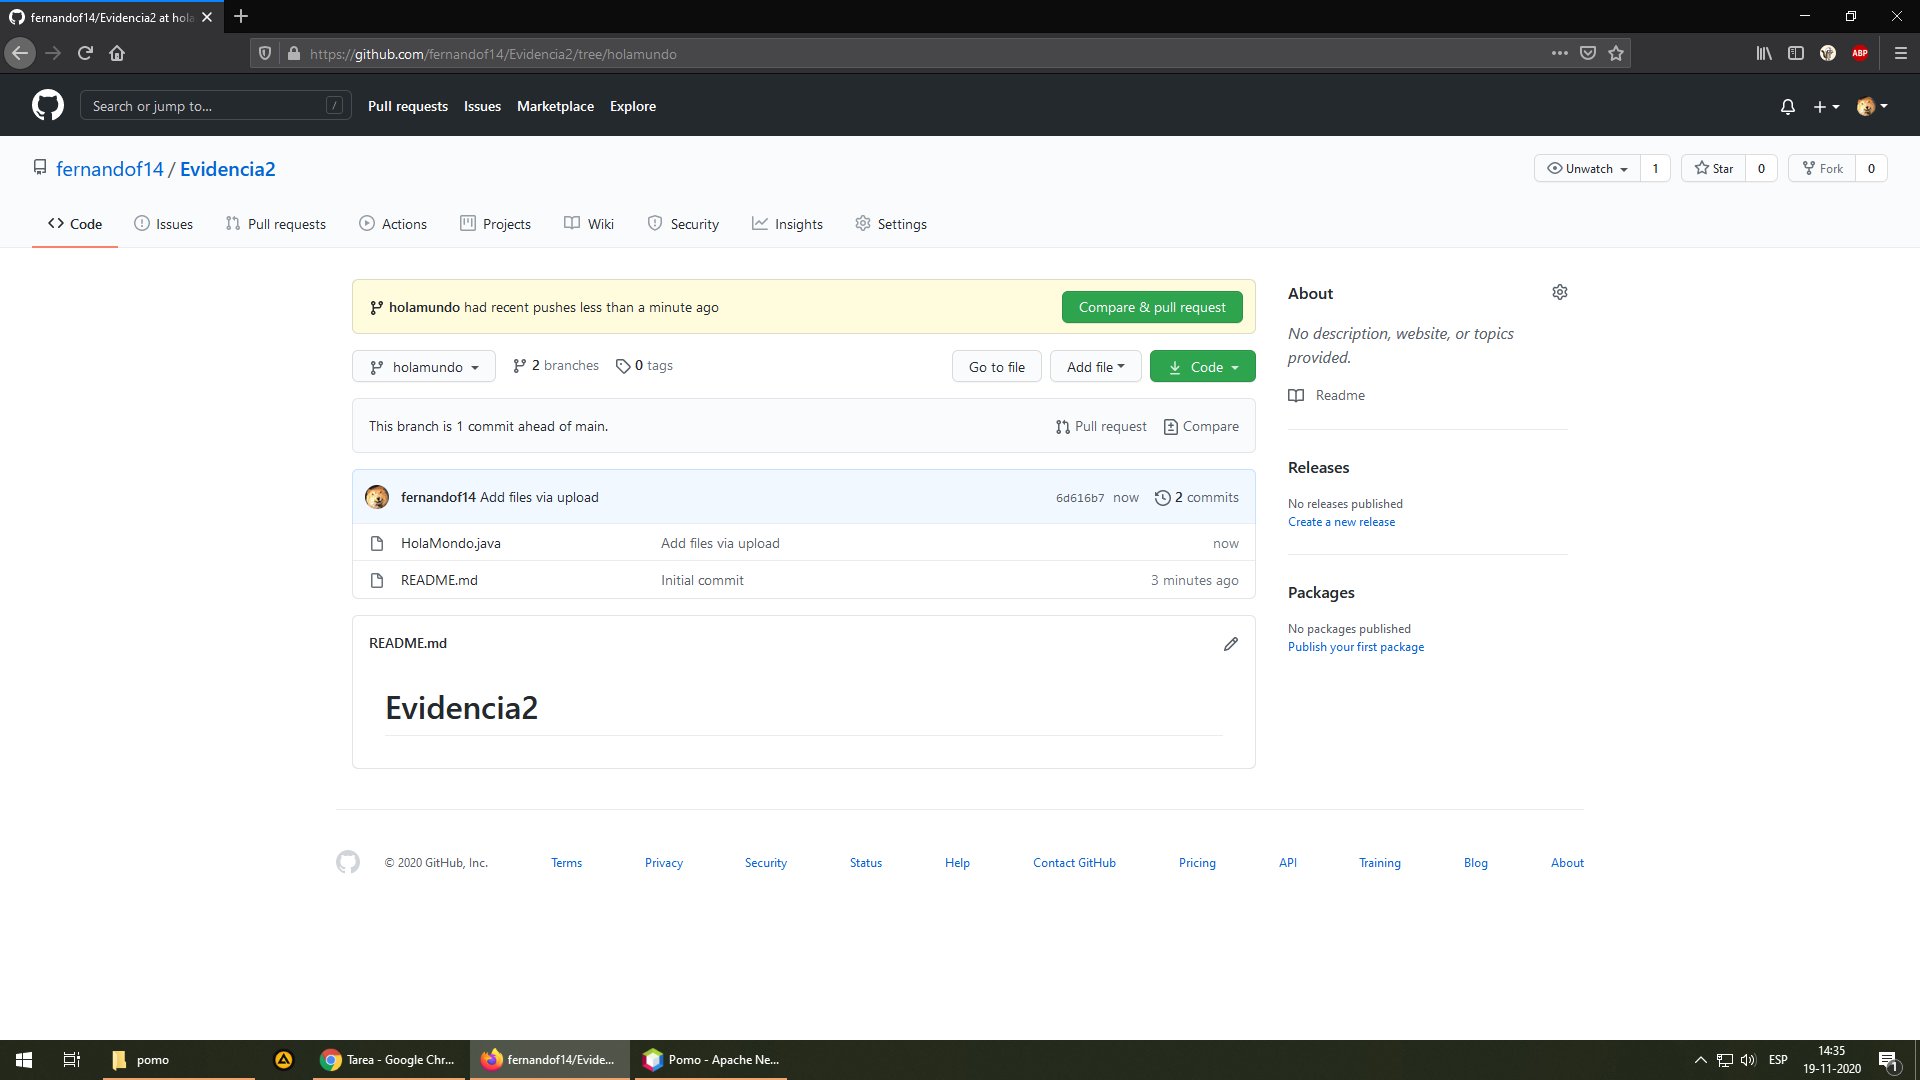 fernandof14/Evidencia2 at hola
https://github.com/fernandof14/Evidencia2/tree/holamundo
ABP
Search or jump to...
/
Pull requests
Issues
Marketplace
Explore
fernandof14 / Evidencia2
Unwatch 1
Star 0
Fork 0
Code
Issues
Pull requests
Actions
Projects
Wiki
Security
Insights
Settings
holamundo had recent pushes less than a minute ago
Compare & pull request
holamundo
2 branches
0 tags
Go to file
Add file
Code
This branch is 1 commit ahead of main.
Pull request
Compare
fernandof14 Add files via upload
6d616b7 now
2 commits
HolaMondo.java
Add files via upload
now
README.md
Initial commit
3 minutes ago
README.md
Evidencia2
About
No description, website, or topics
provided.
Readme
Releases
No releases published
Create a new release
Packages
No packages published
Publish your first package
© 2020 GitHub, Inc.
Terms
Privacy
Security
Status
Help
Contact GitHub
Pricing
API
Training
Blog
About
pomo
Tarea - Google Chr...
fernandof14/Evide...
Pomo - Apache Ne...
ESP
14:35
19-11-2020
1